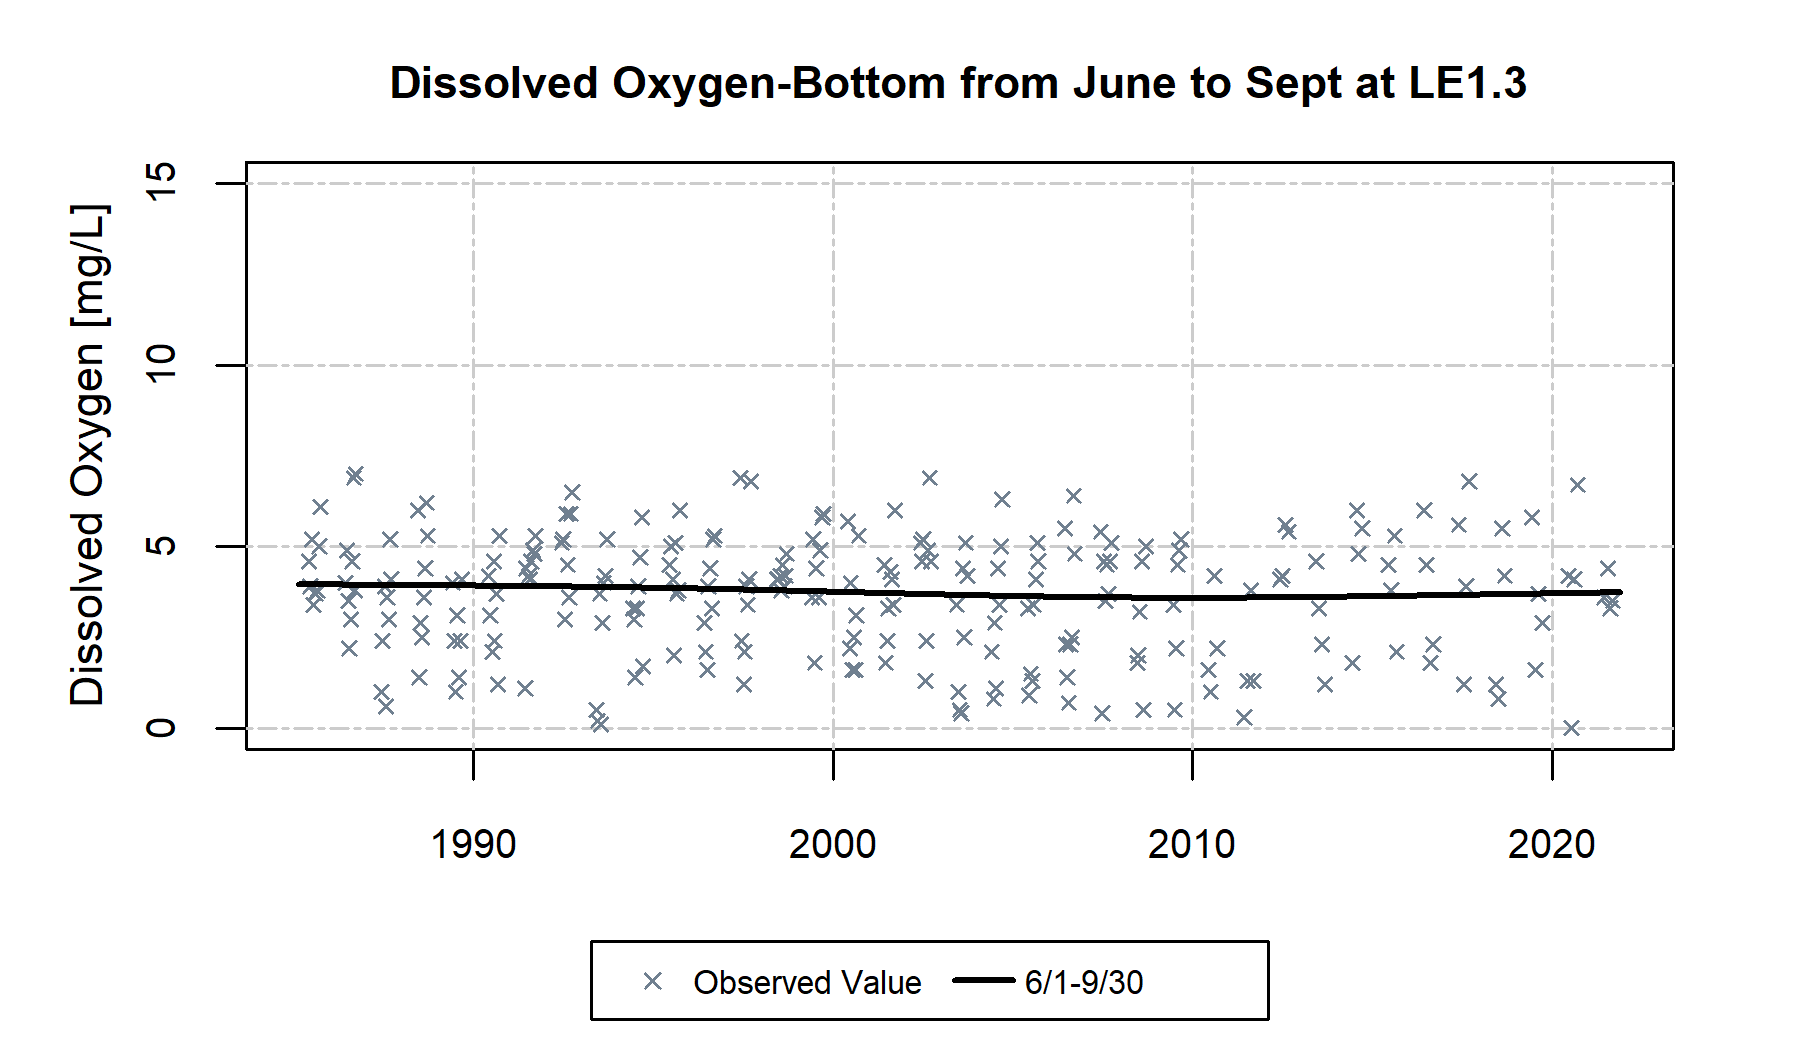 Dissolved Oxygen-Bottom from June to Sept at LE1.3
Dissolved Oxygen [mg/L]
15
10
5
0
1990 2000 2010 2020
Observed Value 6/1-9/30